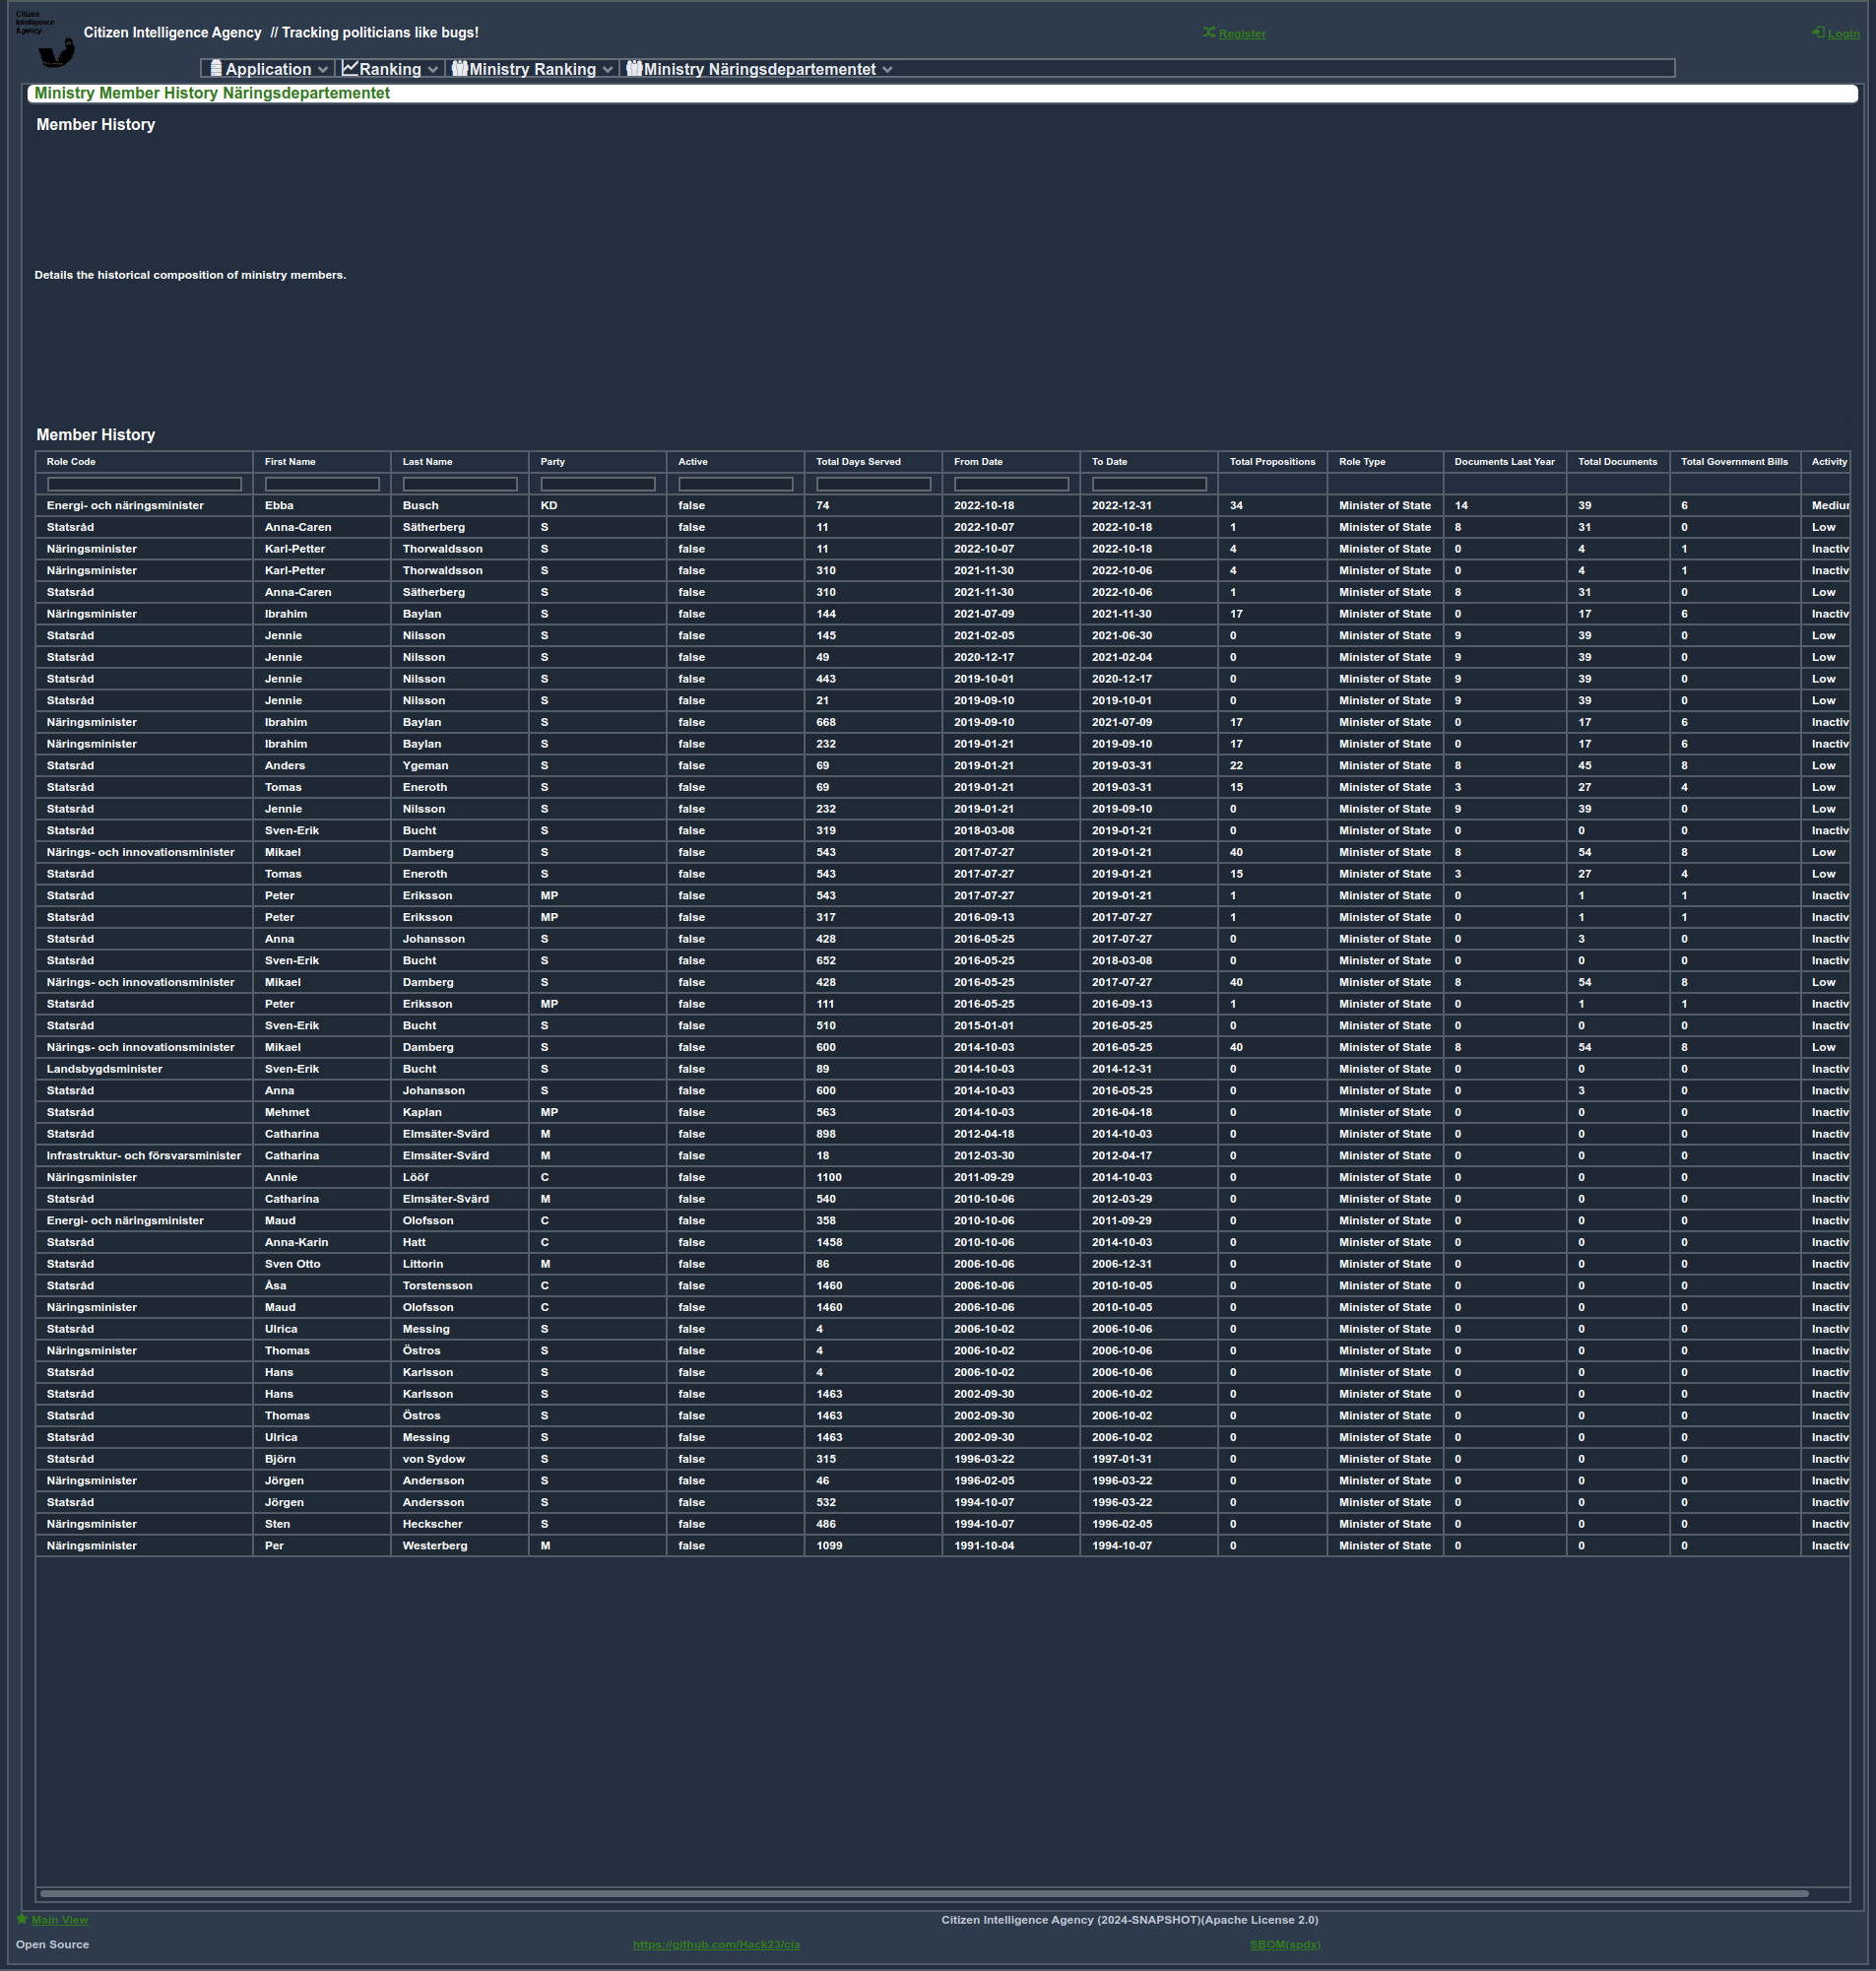 Citizen
Intelligence
Agency
Citizen Intelligence Agency // Tracking politicians like bugs!
Register
Login
Application Ranking Ministry Ranking Ministry Näringsdepartementet
Ministry Member History Näringsdepartementet
Member History
Details the historical composition of ministry members.
Member History
Role Code First Name Last Name Party Active Total Days Served From Date To Date Total Propositions Role Type Documents Last Year Total Documents Total Government Bills Activity
Energi- och näringsminister Ebba Busch KD false 74 2022-10-18 2022-12-31 34 Minister of State 14 39 6 Mediur
Statsråd Anna-Caren Sätherberg S false 11 2022-10-07 2022-10-18 1 Minister of State 8 31 0 Low
Näringsminister Karl-Petter Thorwaldsson S false 11 2022-10-07 2022-10-18 4 Minister of State 0 4 1 Inactiv
Näringsminister Karl-Petter Thorwaldsson S false 310 2021-11-30 2022-10-06 4 Minister of State 0 4 1 Inactiv
Statsråd Anna-Caren Sätherberg S false 310 2021-11-30 2022-10-06 1 Minister of State 8 31 0 Low
Näringsminister Ibrahim Baylan S false 144 2021-07-09 2021-11-30 17 Minister of State 0 17 6 Inactiv
Statsråd Jennie Nilsson S false 145 2021-02-05 2021-06-30 0 Minister of State 9 39 0 Low
Statsråd Jennie Nilsson S false 49 2020-12-17 2021-02-04 0 Minister of State 9 39 0 Low
Statsråd Jennie Nilsson S false 443 2019-10-01 2020-12-17 0 Minister of State 9 39 0 Low
Statsråd Jennie Nilsson S false 21 2019-09-10 2019-10-01 0 Minister of State 9 39 0 Low
Näringsminister Ibrahim Baylan S false 668 2019-09-10 2021-07-09 17 Minister of State 0 17 6 Inactiv
Näringsminister Ibrahim Baylan S false 232 2019-01-21 2019-09-10 17 Minister of State 0 17 6 Inactiv
Statsråd Anders Ygeman S false 69 2019-01-21 2019-03-31 22 Minister of State 8 45 8 Low
Statsråd Tomas Eneroth S false 69 2019-01-21 2019-03-31 15 Minister of State 3 27 4 Low
Statsråd Jennie Nilsson S false 232 2019-01-21 2019-09-10 0 Minister of State 9 39 0 Low
Statsråd Sven-Erik Bucht S false 319 2018-03-08 2019-01-21 0 Minister of State 0 0 0 Inactiv
Närings- och innovationsminister Mikael Damberg S false 543 2017-07-27 2019-01-21 40 Minister of State 8 54 8 Low
Statsråd Tomas Eneroth S false 543 2017-07-27 2019-01-21 15 Minister of State 3 27 4 Low
Statsråd Peter Eriksson MP false 543 2017-07-27 2019-01-21 1 Minister of State 0 1 1 Inactiv
Statsråd Peter Eriksson MP false 317 2016-09-13 2017-07-27 1 Minister of State 0 1 1 Inactiv
Statsråd Anna Johansson S false 428 2016-05-25 2017-07-27 0 Minister of State 0 3 0 Inactiv
Statsråd Sven-Erik Bucht S false 652 2016-05-25 2018-03-08 0 Minister of State 0 0 0 Inactiv
Närings- och innovationsminister Mikael Damberg S false 428 2016-05-25 2017-07-27 40 Minister of State 8 54 8 Low
Statsråd Peter Eriksson MP false 111 2016-05-25 2016-09-13 1 Minister of State 0 1 1 Inactiv
Statsråd Sven-Erik Bucht S false 510 2015-01-01 2016-05-25 0 Minister of State 0 0 0 Inactiv
Närings- och innovationsminister Mikael Damberg S false 600 2014-10-03 2016-05-25 40 Minister of State 8 54 8 Low
Landsbygdsminister Sven-Erik Bucht S false 89 2014-10-03 2014-12-31 0 Minister of State 0 0 0 Inactiv
Statsråd Anna Johansson S false 600 2014-10-03 2016-05-25 0 Minister of State 0 3 0 Inactiv
Statsråd Mehmet Kaplan MP false 563 2014-10-03 2016-04-18 0 Minister of State 0 0 0 Inactiv
Statsråd Catharina Elmsäter-Svärd M false 898 2012-04-18 2014-10-03 0 Minister of State 0 0 0 Inactiv
Infrastruktur- och försvarsminister Catharina Elmsäter-Svärd M false 18 2012-03-30 2012-04-17 0 Minister of State 0 0 0 Inactiv
Näringsminister Annie Lööf C false 1100 2011-09-29 2014-10-03 0 Minister of State 0 0 0 Inactiv
Statsråd Catharina Elmsäter-Svärd M false 540 2010-10-06 2012-03-29 0 Minister of State 0 0 0 Inactiv
Energi- och näringsminister Maud Olofsson C false 358 2010-10-06 2011-09-29 0 Minister of State 0 0 0 Inactiv
Statsråd Anna-Karin Hatt C false 1458 2010-10-06 2014-10-03 0 Minister of State 0 0 0 Inactiv
Statsråd Sven Otto Littorin M false 86 2006-10-06 2006-12-31 0 Minister of State 0 0 0 Inactiv
Statsråd Åsa Torstensson C false 1460 2006-10-06 2010-10-05 0 Minister of State 0 0 0 Inactiv
Näringsminister Maud Olofsson C false 1460 2006-10-06 2010-10-05 0 Minister of State 0 0 0 Inactiv
Statsråd Ulrica Messing S false 4 2006-10-02 2006-10-06 0 Minister of State 0 0 0 Inactiv
Näringsminister Thomas Östros S false 4 2006-10-02 2006-10-06 0 Minister of State 0 0 0 Inactiv
Statsråd Hans Karlsson S false 4 2006-10-02 2006-10-06 0 Minister of State 0 0 0 Inactiv
Statsråd Hans Karlsson S false 1463 2002-09-30 2006-10-02 0 Minister of State 0 0 0 Inactiv
Statsråd Thomas Östros S false 1463 2002-09-30 2006-10-02 0 Minister of State 0 0 0 Inactiv
Statsråd Ulrica Messing S false 1463 2002-09-30 2006-10-02 0 Minister of State 0 0 0 Inactiv
Statsråd Björn von Sydow S false 315 1996-03-22 1997-01-31 0 Minister of State 0 0 0 Inactiv
Näringsminister Jörgen Andersson S false 46 1996-02-05 1996-03-22 0 Minister of State 0 0 0 Inactiv
Statsråd Jörgen Andersson S false 532 1994-10-07 1996-03-22 0 Minister of State 0 0 0 Inactiv
Näringsminister Sten Heckscher S false 486 1994-10-07 1996-02-05 0 Minister of State 0 0 0 Inactiv
Näringsminister Per Westerberg M false 1099 1991-10-04 1994-10-07 0 Minister of State 0 0 0 Inactiv
Main View
Citizen Intelligence Agency (2024-SNAPSHOT)(Apache License 2.0)
Open Source
https://github.com/Hack23/cia
SBOM(spdx)